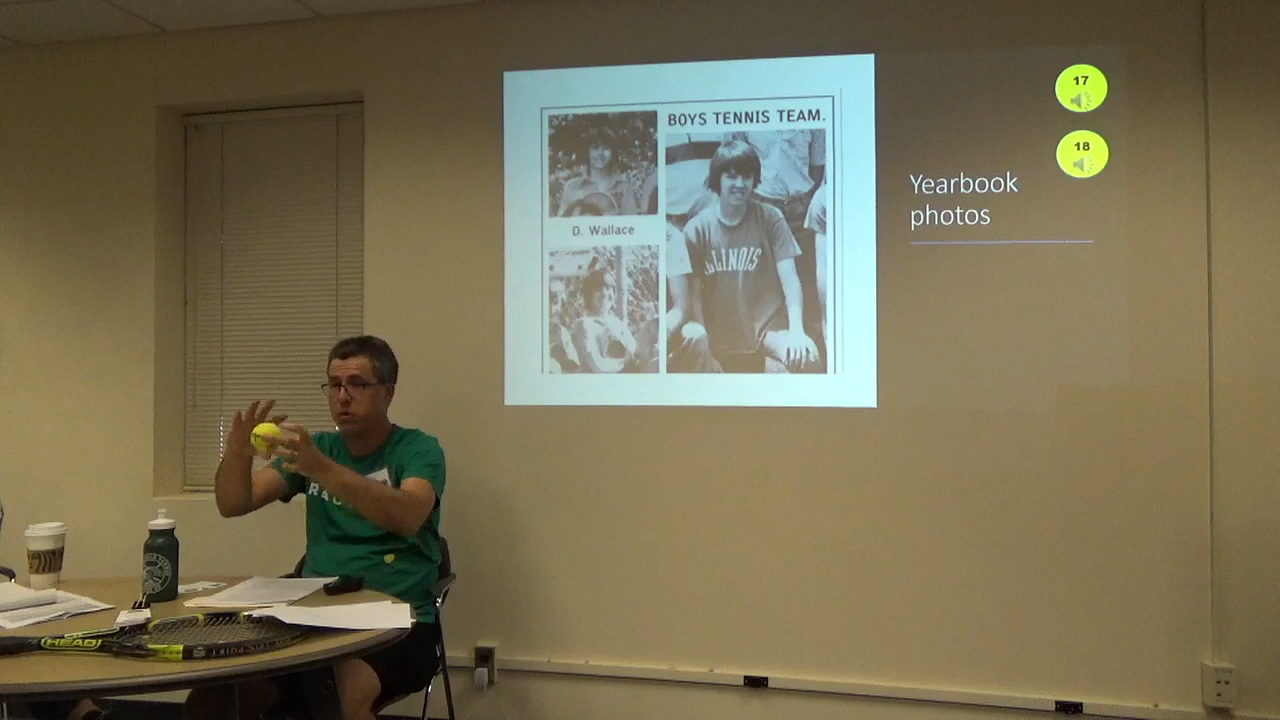 BOYS TENNIS TEAM.
D. Wallace
ILLINOIS
Yearbook
photos
17
18
HEAD